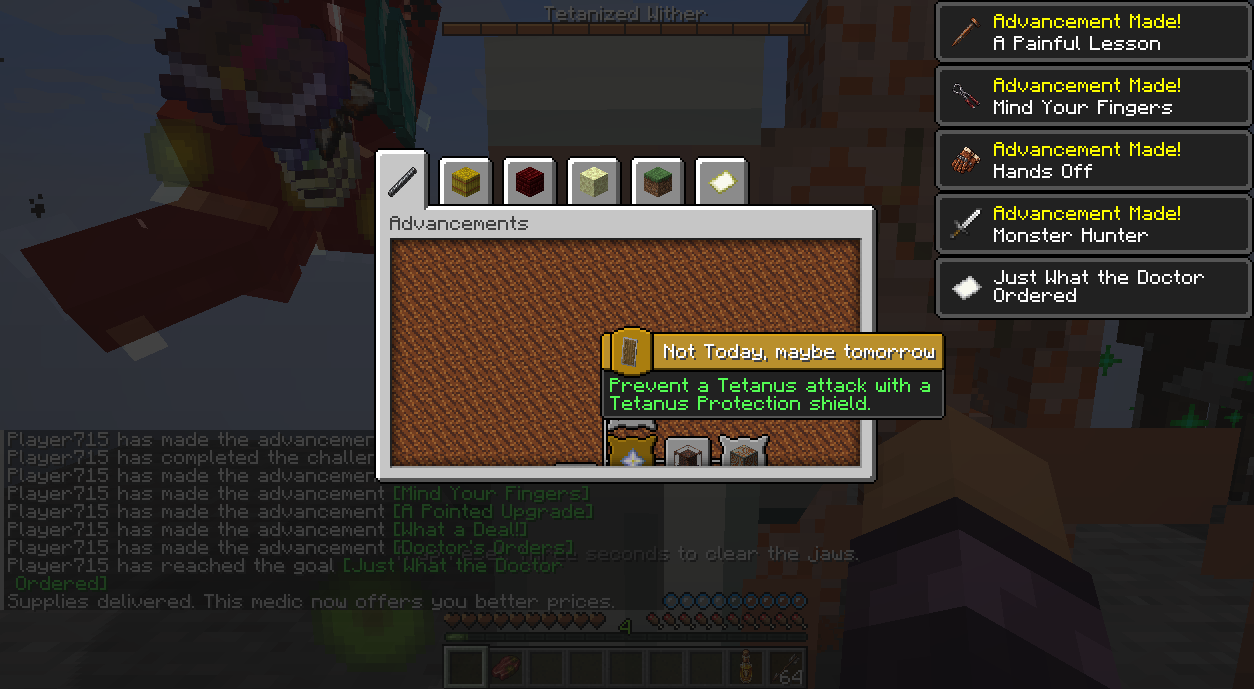 Tetanized Wither
Advancement Made!
A Painful Lesson
Advancement Made!
Mind Your Fingers
Advancement Made!
Hands Off
Advancement Made!
Monster Hunter
Just What the Doctor
Ordered
Advancements
Not Today, maybe tomorrow
Prevent a Tetanus attack with a
Tetanus Protection shield.
Player715 has made the advancemen
Player715 has completed the challen
Player715 has made the advancemen
Player715 has made the advancement [Mind Your Fingers]
Player715 has made the advancement [A Pointed Upgrade]
Player715 has made the advancement [What a Deal!]
Player715 has made the advancement [Doctor's Orders]
seconds to clear the jaws.
Player715 has reached the goal [Just What the Doctor
Ordered]
Supplies delivered. This medic now offers you better prices.
4
64